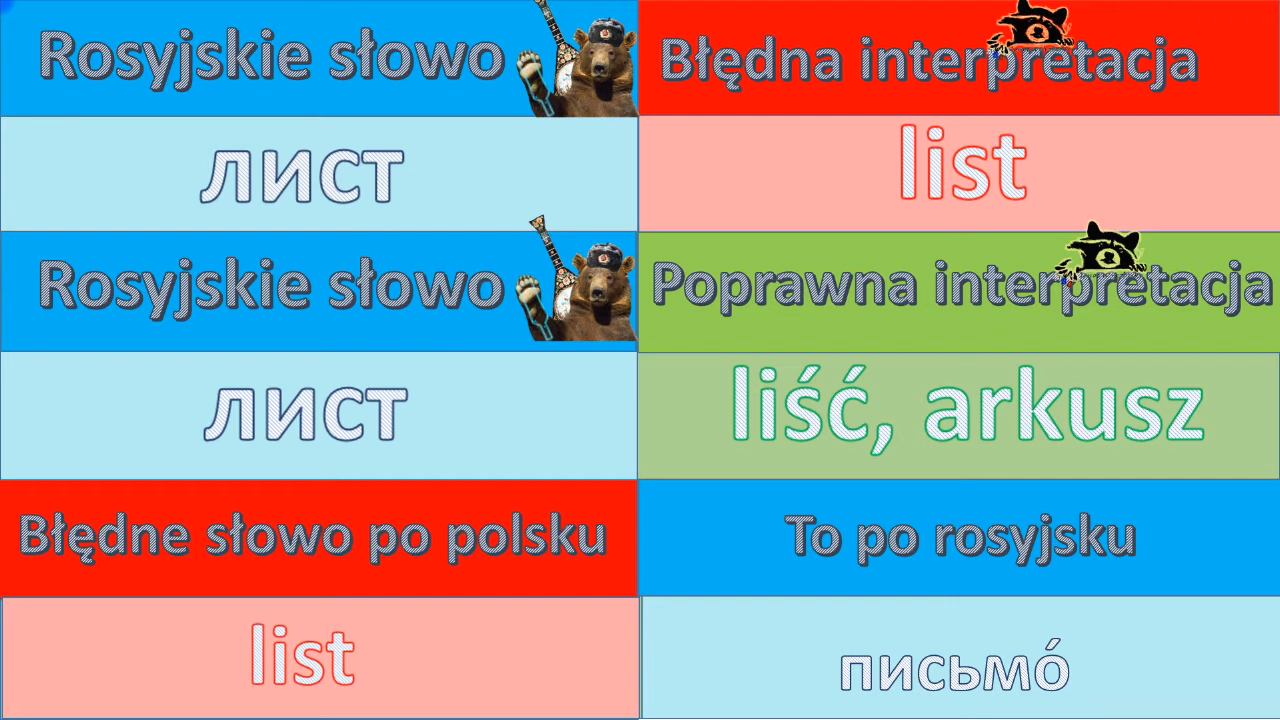 Rosyjskie słowo
Błędna interpretacja
лист
list
Rosyjskie słowo
Poprawna interpretacja
лист
liść, arkusz
Błędne słowo po polsku
To po rosyjsku
list
письмо́